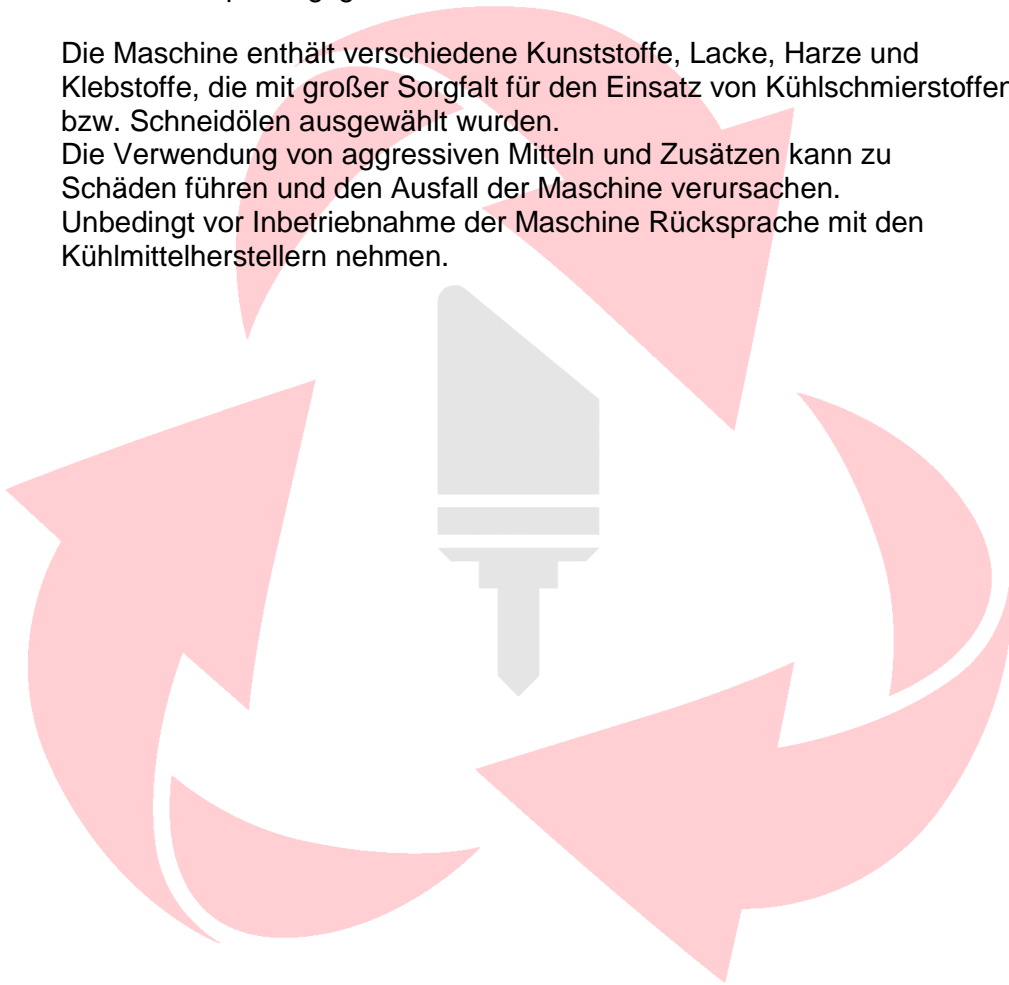 Die Maschine enthält verschiedene Kunststoffe, Lacke, Harze und
Klebstoffe, die mit großer Sorgfalt für den Einsatz von Kühlschmierstoffen
bzw. Schneidölen ausgewählt wurden.
Die Verwendung von aggressiven Mitteln und Zusätzen kann zu
Schäden führen und den Ausfall der Maschine verursachen.
Unbedingt vor Inbetriebnahme der Maschine Rücksprache mit den
Kühlmittelherstellern nehmen.